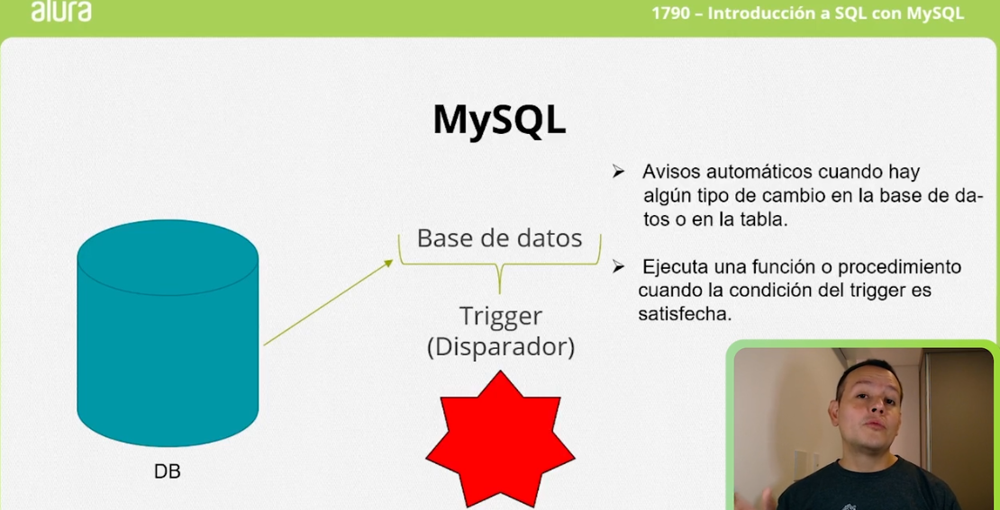 alura
1790 – Introducción a SQL con MySQL
MySQL
➢ Avisos automáticos cuando hay
algún tipo de cambio en la base de da-
tos o en la tabla.
Base de datos
➢ Ejecuta una función o procedimiento
cuando la condición del trigger es
satisfecha.
Trigger
(Disparador)
DB